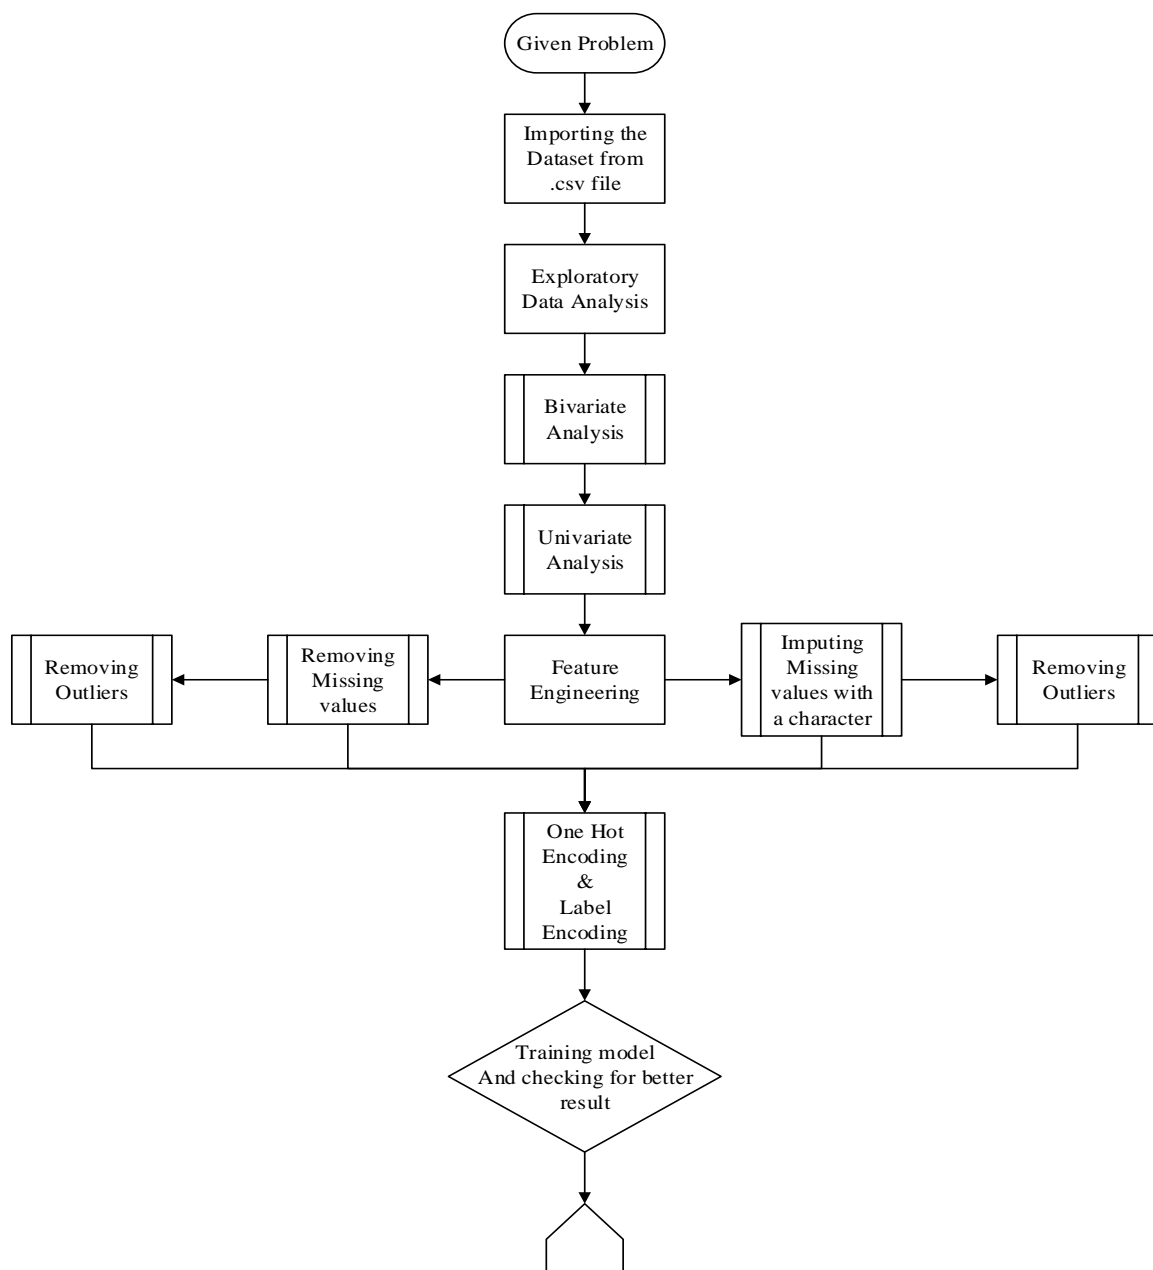 Given Problem
Importing the
Dataset from
.csv file
Exploratory
Data Analysis
Bivariate
Analysis
Univariate
Analysis
Removing
Outliers
Removing
Missing
values
Feature
Engineering
Imputing
Missing
values with
a character
Removing
Outliers
One Hot
Encoding
&
Label
Encoding
Training model
And checking for better
result